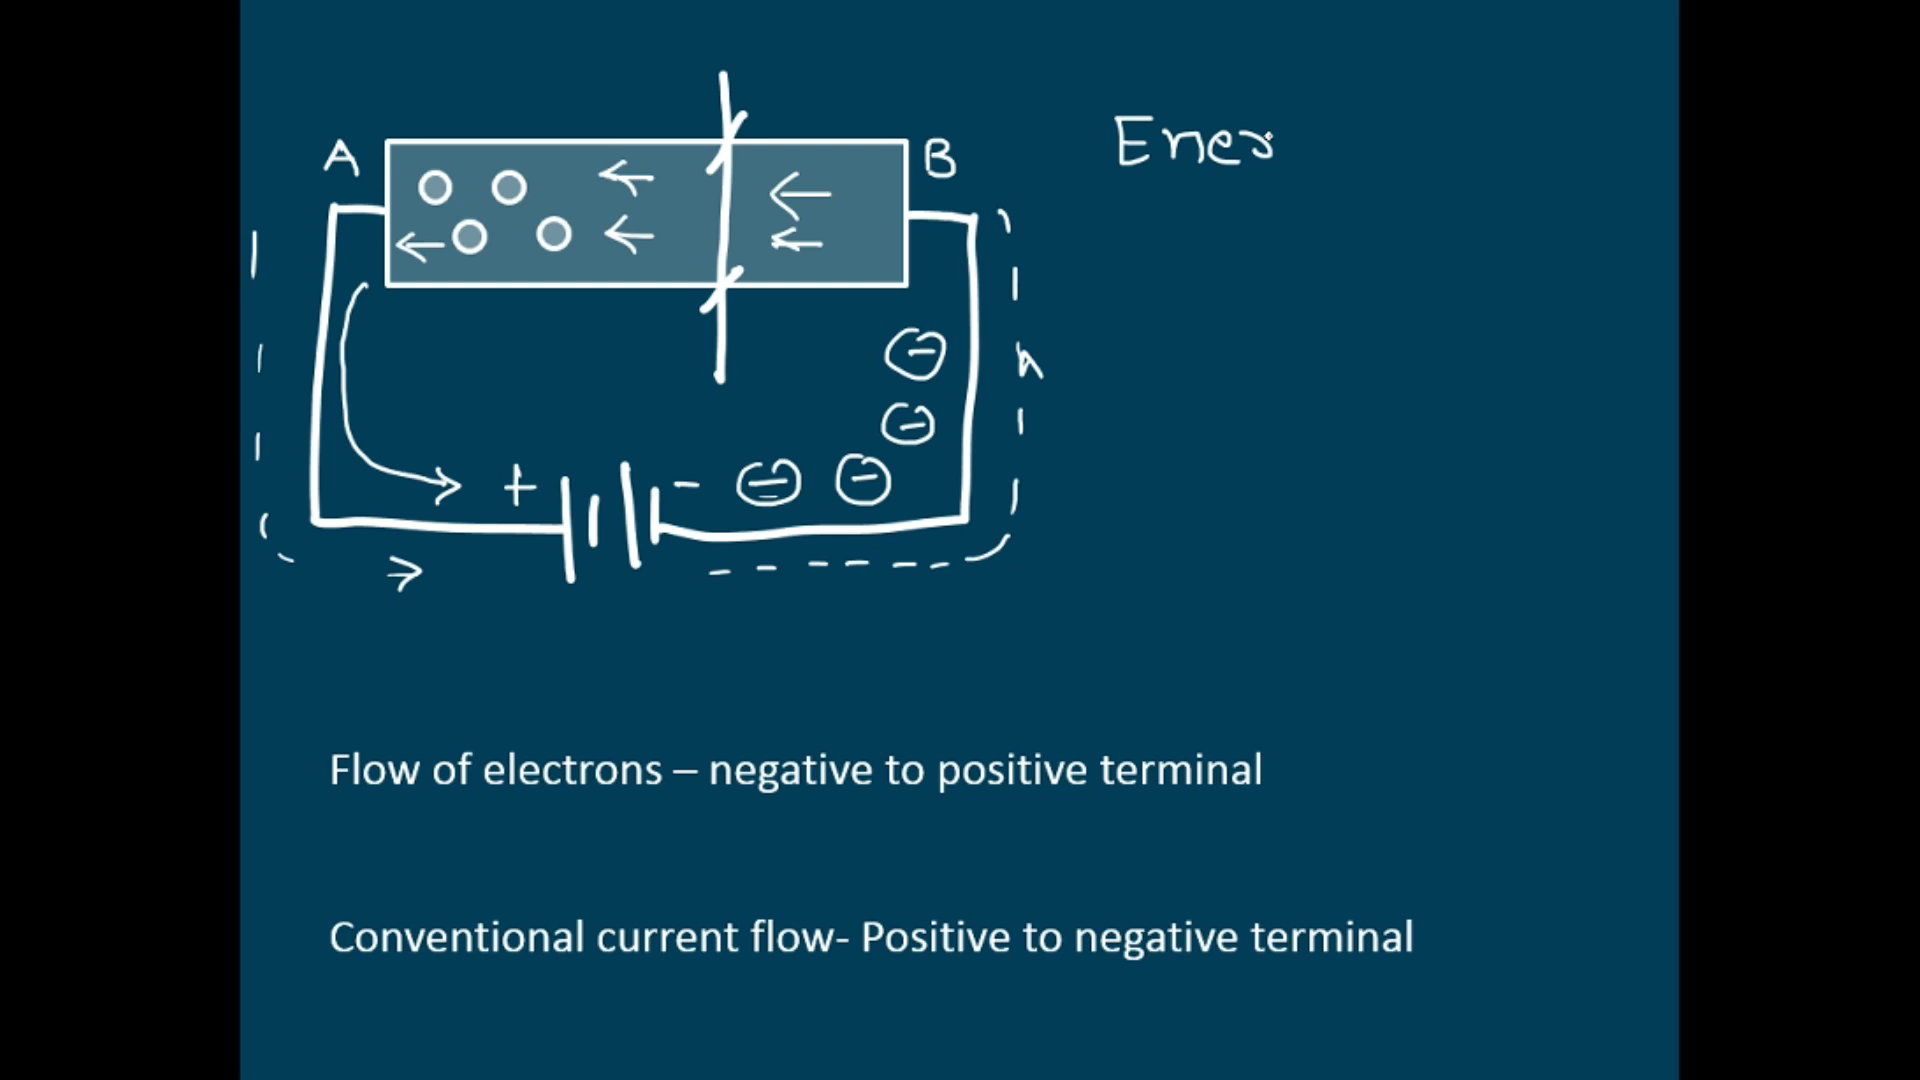 A
B
Ener
+ -
Flow of electrons – negative to positive terminal
Conventional current flow- Positive to negative terminal